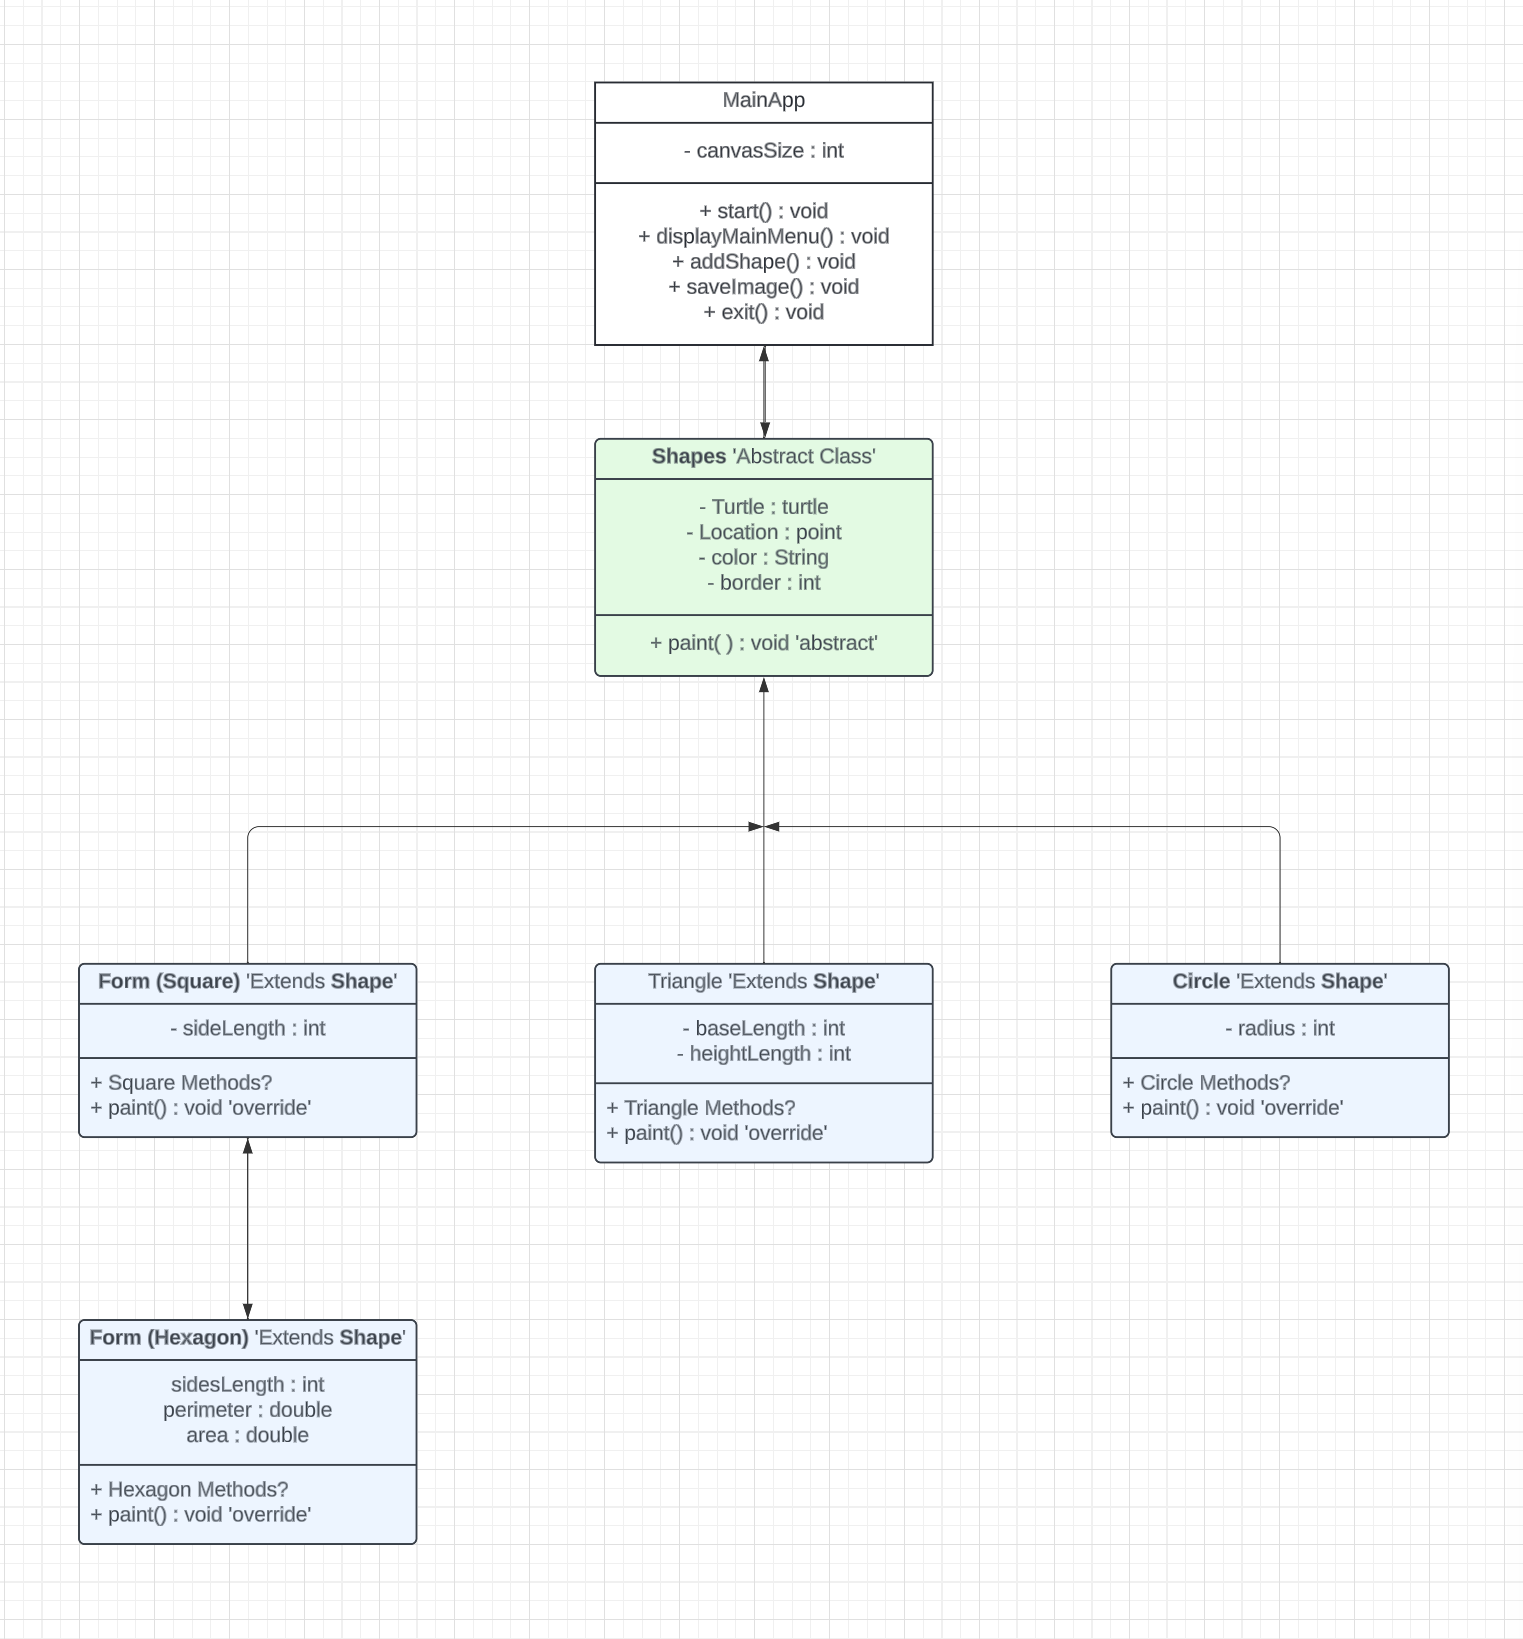 MainApp
- canvasSize : int
+ start() : void
+ displayMainMenu() : void
+ addShape() : void
+ saveImage() : void
+ exit() : void
Shapes 'Abstract Class'
- Turtle : turtle
- Location : point
- color : String
- border : int
+ paint( ) : void 'abstract'
Form (Square) 'Extends Shape'
- sideLength : int
+ Square Methods?
+ paint() : void 'override'
Triangle 'Extends Shape'
- baseLength : int
- heightLength : int
+ Triangle Methods?
+ paint() : void 'override'
Circle 'Extends Shape'
- radius : int
+ Circle Methods?
+ paint() : void 'override'
Form (Hexagon) 'Extends Shape'
sidesLength : int
perimeter : double
area : double
+ Hexagon Methods?
+ paint() : void 'override'